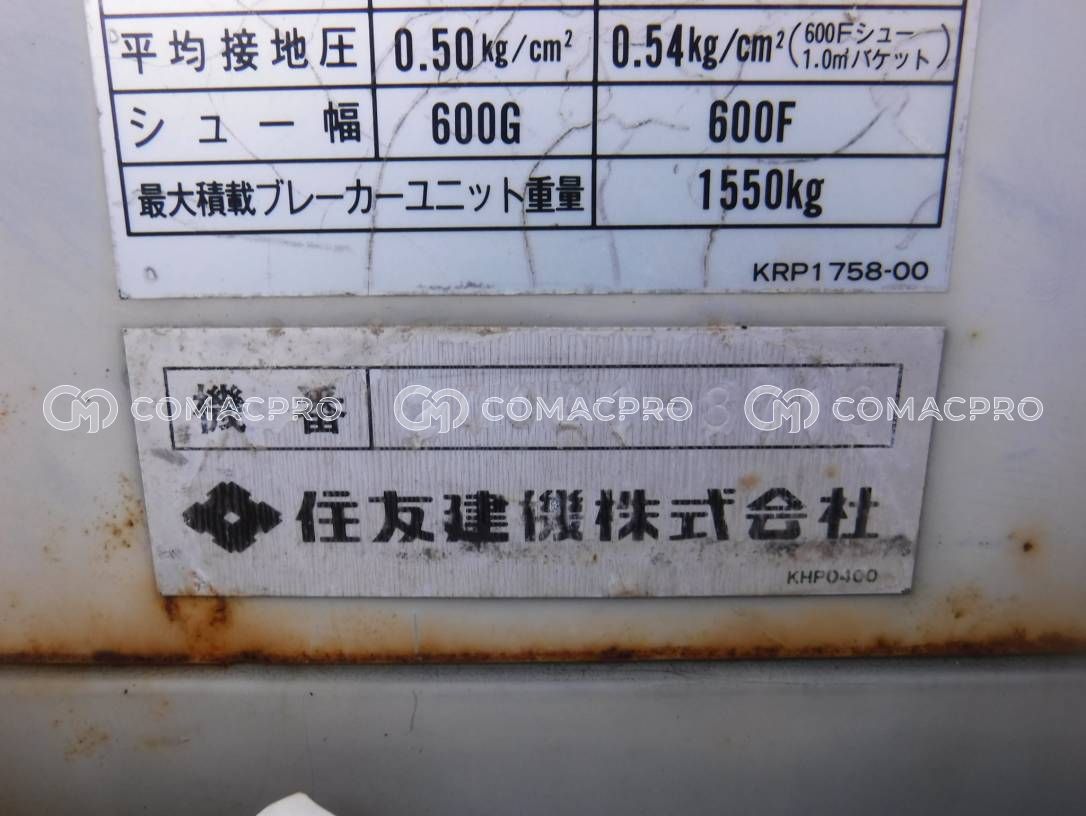 平均接地圧 0.50kg/cm² 0.54kg/cm²(600Fシュー 1.0㎥バケット)
シュー幅 600G 600F
最大積載ブレーカーユニット重量 1550kg
KRP1758-00
機番
COMACPRO COMACPRO COMACPRO
住友建機株式会社
KHP0400